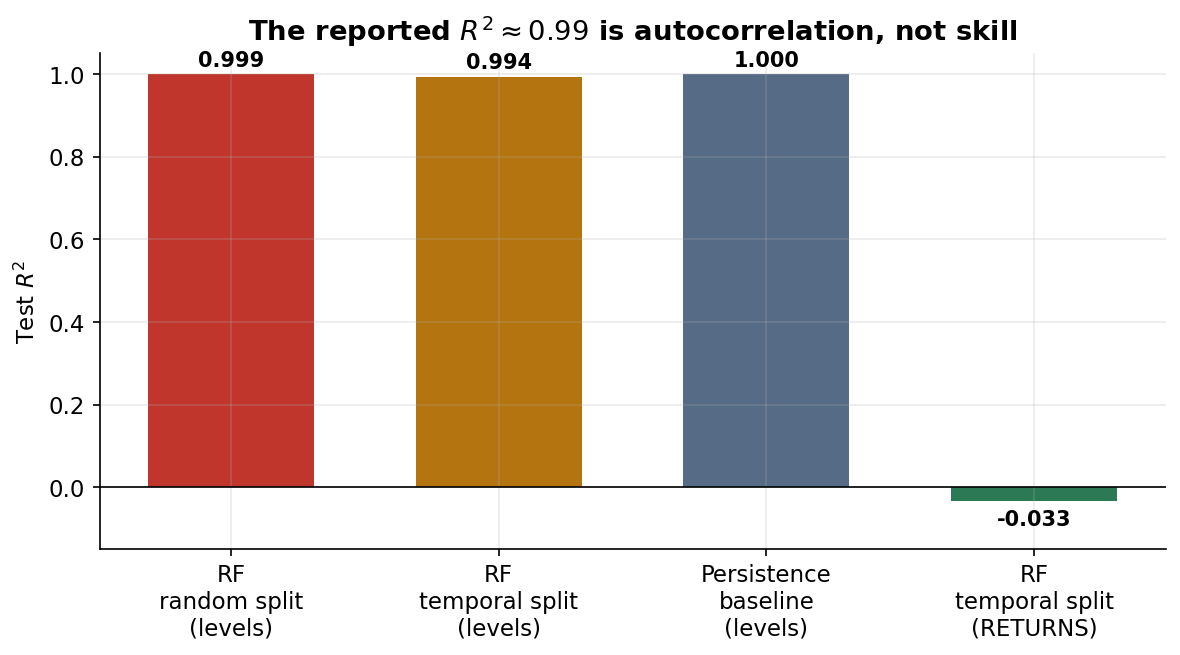 The reported R² ≈ 0.99 is autocorrelation, not skill
Test R²
1.0
0.8
0.6
0.4
0.2
0.0
0.999
0.994
1.000
-0.033
RF
random split
(levels)
RF
temporal split
(levels)
Persistence
baseline
(levels)
RF
temporal split
(RETURNS)